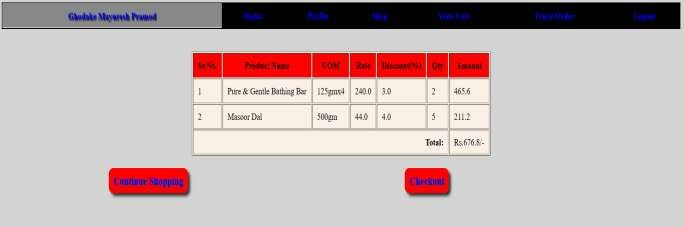 Ghodake Mayuresh Pramod Home Profile Shop View Cart Track Order Logout
Sr.No. Product Name UOM Rate Discount(%) Qty Amount
1 Pure & Gentle Bathing Bar 125gmx4 240.0 3.0 2 465.6
2 Masoor Dal 500gm 44.0 4.0 5 211.2
Total: Rs.676.8/-
Continue Shopping Checkout